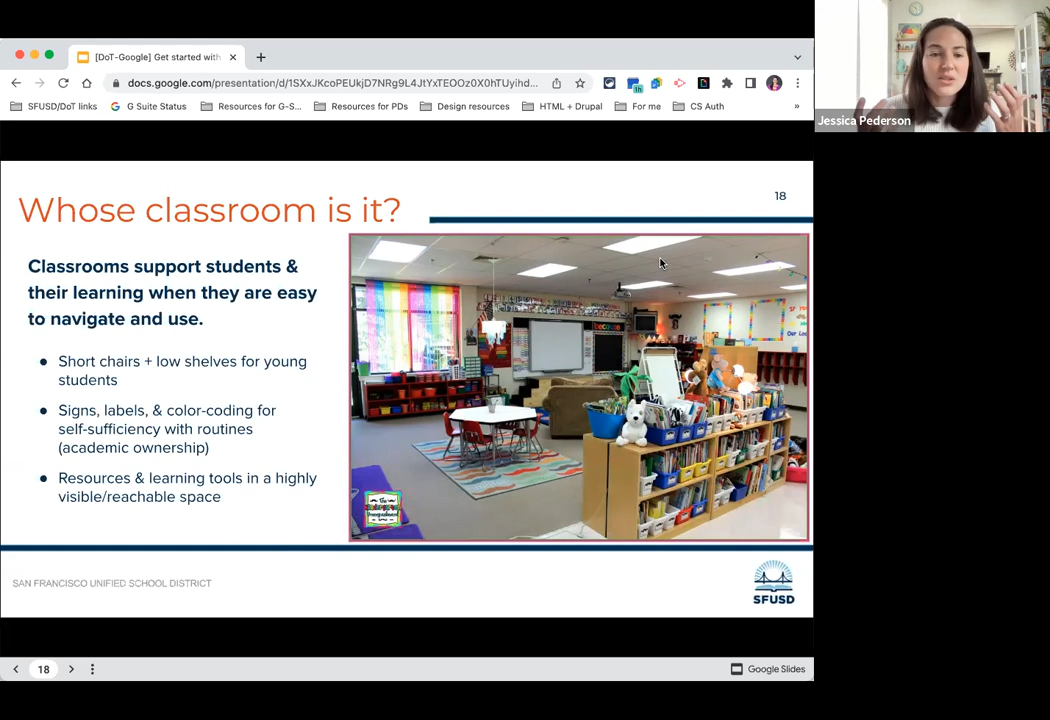 [DoT-Google] Get started with
docs.google.com/presentation/d/1SXxJKcoPEUkjD7NRg9L4JtYxTEOOz0X0hTUyihd...
1h
SFUSD/DoT links
G Suite Status
Resources for G-S...
Resources for PDs
Design resources
HTML + Drupal
For me
CS Auth
»
Jessica Pederson
18
Whose classroom is it?
Classrooms support students &
their learning when they are easy
to navigate and use.
● Short chairs + low shelves for young
students
● Signs, labels, & color-coding for
self-sufficiency with routines
(academic ownership)
● Resources & learning tools in a highly
visible/reachable space
because
SAN FRANCISCO UNIFIED SCHOOL DISTRICT
SFUSD
18
Google Slides